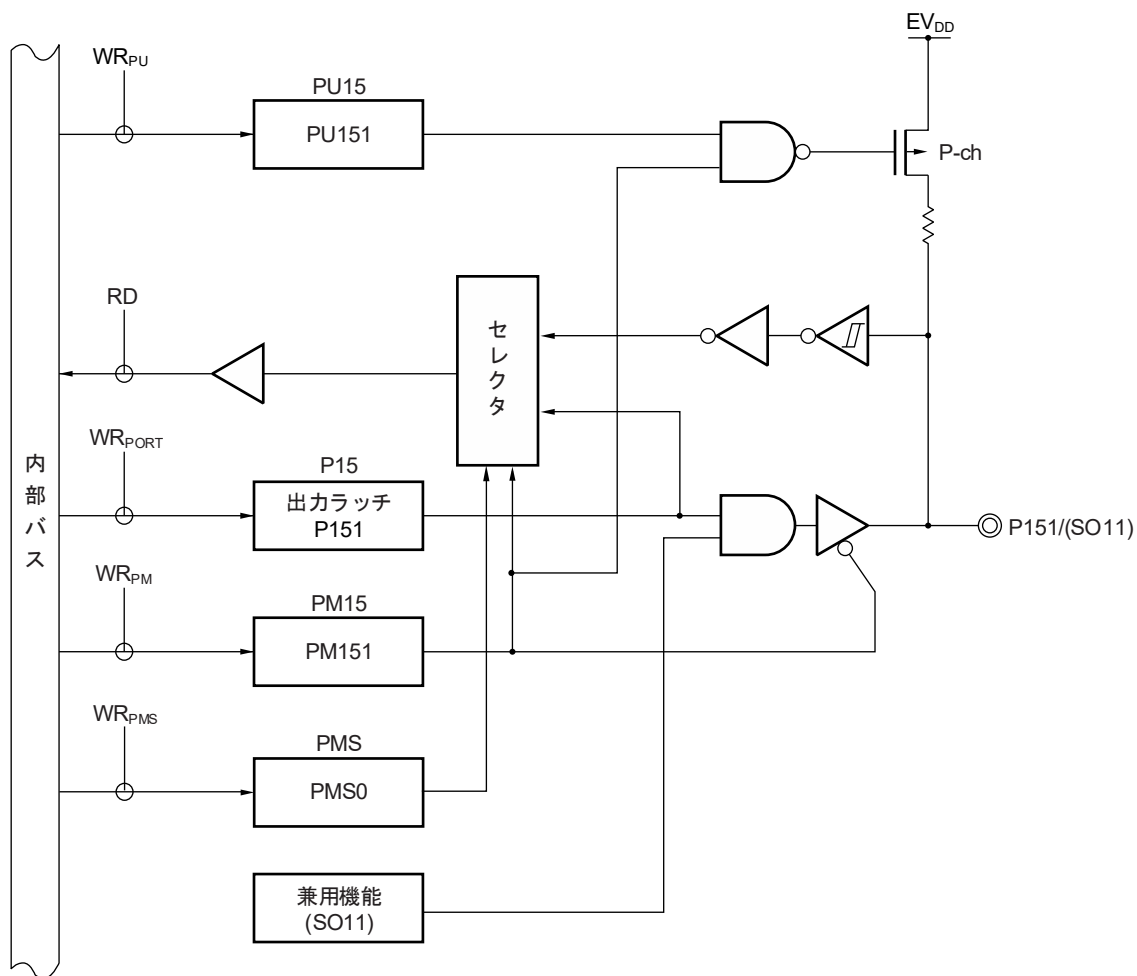 EVDD
WRPU
PU15
PU151
P-ch
RD
セレクタ
WRPORT
P15
出力ラッチ
P151
内部バス
P151/(SO11)
WRPM
PM15
PM151
WRPMS
PMS
PMS0
兼用機能
(SO11)